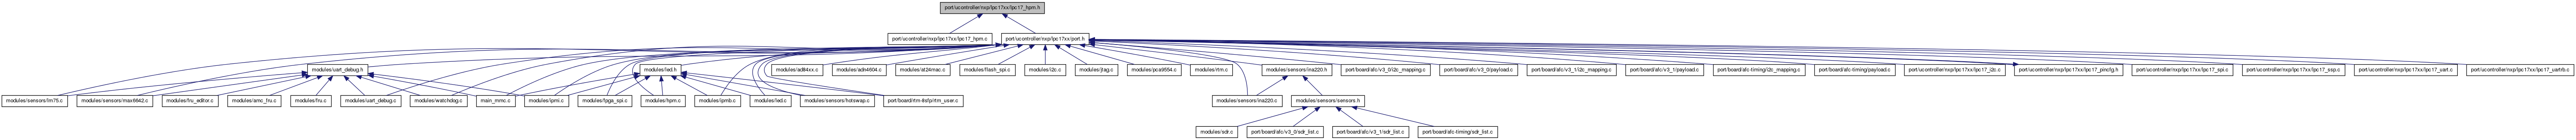 port/ucontroller/nxp/lpc17xx/lpc17_hpm.h
port/ucontroller/nxp/lpc17xx/lpc17_hpm.c
port/ucontroller/nxp/lpc17xx/port.h
modules/uart_debug.h
modules/led.h
modules/ad84xx.c
modules/adn4604.c
modules/at24mac.c
modules/flash_spi.c
modules/i2c.c
modules/jtag.c
modules/pca9554.c
modules/rtm.c
modules/sensors/ina220.h
port/board/afc/v3_0/i2c_mapping.c
port/board/afc/v3_0/payload.c
port/board/afc/v3_1/i2c_mapping.c
port/board/afc/v3_1/payload.c
port/board/afc-timing/i2c_mapping.c
port/board/afc-timing/payload.c
port/ucontroller/nxp/lpc17xx/lpc17_i2c.c
port/ucontroller/nxp/lpc17xx/lpc17_pincfg.h
port/ucontroller/nxp/lpc17xx/lpc17_spi.c
port/ucontroller/nxp/lpc17xx/lpc17_ssp.c
port/ucontroller/nxp/lpc17xx/lpc17_uart.c
port/ucontroller/nxp/lpc17xx/lpc17_uartrb.c
modules/sensors/lm75.c
modules/sensors/max6642.c
modules/fru_editor.c
modules/amc_fru.c
modules/fru.c
modules/uart_debug.c
modules/watchdog.c
main_mmc.c
modules/ipmi.c
modules/fpga_spi.c
modules/hpm.c
modules/ipmb.c
modules/led.c
modules/sensors/hotswap.c
port/board/rtm-8sfp/rtm_user.c
modules/sensors/ina220.c
modules/sensors/sensors.h
modules/sdr.c
port/board/afc/v3_0/sdr_list.c
port/board/afc/v3_1/sdr_list.c
port/board/afc-timing/sdr_list.c